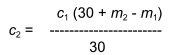 c1 (30 + m2 - m1)
c2 = ------------------------
30